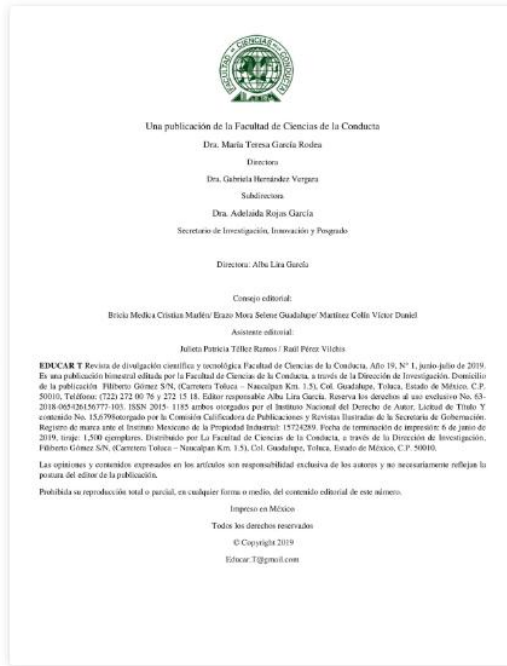 FACULTAD DE CIENCIAS DE LA CONDUCTA
Una publicación de la Facultad de Ciencias de la Conducta
Dra. María Teresa García Rodea
Directora
Dra. Gabriela Hernández Vergara
Subdirectora
Dra. Adelaida Rojas García
Secretario de Investigación, Innovación y Posgrado
Directora: Alba Lira García
Consejo editorial:
Bricia Medica Cristian Matlén/ Erazo Mora Selene Guadalupe/ Martínez Colín Víctor Daniel
Asistente editorial:
Julieta Patricia Téllez Ramos / Raúl Pérez Vilchis
EDUCAR T Revista de divulgación científica y tecnológica Facultad de Ciencias de la Conducta. Año 19, N° 1, junio-julio de 2019.
Es una publicación bimestral editada por la Facultad de Ciencias de la Conducta, a través de la Dirección de Investigación. Domicilio
de la publicación Filiberto Gómez S/N, (Carretera Toluca – Naucalpan Km. 1.5), Col. Guadalupe, Toluca, Estado de México, C.P.
50010, Teléfono: (722) 272 00 76 y 272 15 18. Editor responsable Alba Lira García. Reserva los derechos al uso exclusivo No. 63-
2018-065426156777-103. ISSN 2015- 1185 ambos otorgados por el Instituto Nacional del Derecho de Autor, Licitud de Título Y
contenido No. 15,679otorgado por la Comisión Calificadora de Publicaciones y Revistas Ilustradas de la Secretaría de Gobernación.
Registro de marca ante el Instituto Mexicano de la Propiedad Industrial: 15724289. Fecha de terminación de impresión: 6 de junio de
2019, tiraje: 1,500 ejemplares. Distribuido por La Facultad de Ciencias de la Conducta, a través de la Dirección de Investigación,
Filiberto Gómez S/N, (Carretera Toluca – Naucalpan Km. 1.5), Col. Guadalupe, Toluca, Estado de México, C.P. 50010.
Las opiniones y contenidos expresados en los artículos son responsabilidad exclusiva de los autores y no necesariamente reflejan la
postura del editor de la publicación.
Prohibida su reproducción total o parcial, en cualquier forma o medio, del contenido editorial de este número.
Impreso en México
Todos los derechos reservados
© Copyright 2019
Educar.T@gmail.com